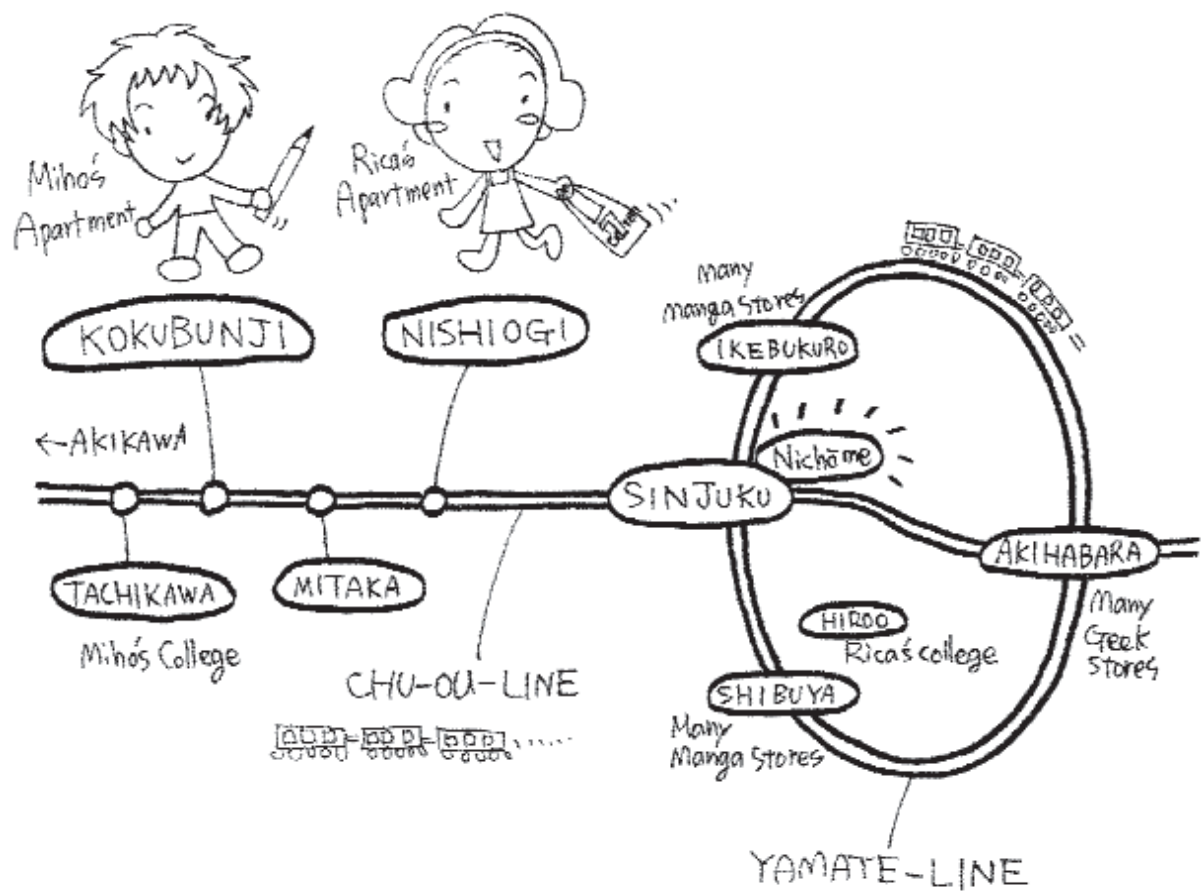 Miho's
Apartment
Rica's
Apartment
KOKUBUNJI
NISHIOGI
Many
Manga Stores
IKEBUKURO
←AKIKAWA
Nichōme
SINJUKU
AKIHABARA
TACHIKAWA
MITAKA
Miho's College
HIROO
Rica's college
Many
Geek
Stores
CHU-OU-LINE
SHIBUYA
Many
Manga Stores
YAMATE-LINE